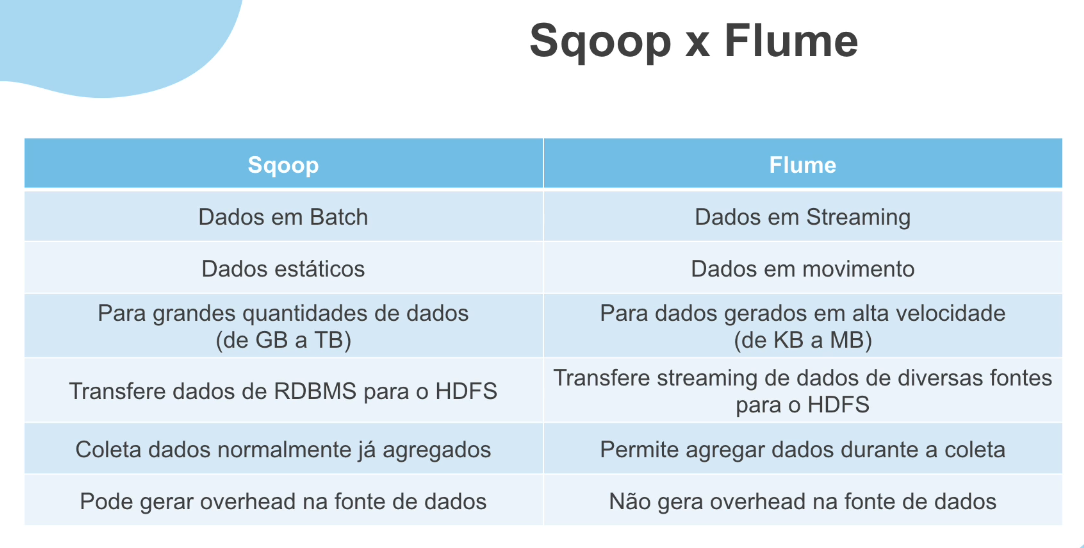 Sqoop x Flume
Sqoop
Flume
Dados em Batch
Dados em Streaming
Dados estáticos
Dados em movimento
Para grandes quantidades de dados
(de GB a TB)
Para dados gerados em alta velocidade
(de KB a MB)
Transfere dados de RDBMS para o HDFS
Transfere streaming de dados de diversas fontes
para o HDFS
Coleta dados normalmente já agregados
Permite agregar dados durante a coleta
Pode gerar overhead na fonte de dados
Não gera overhead na fonte de dados